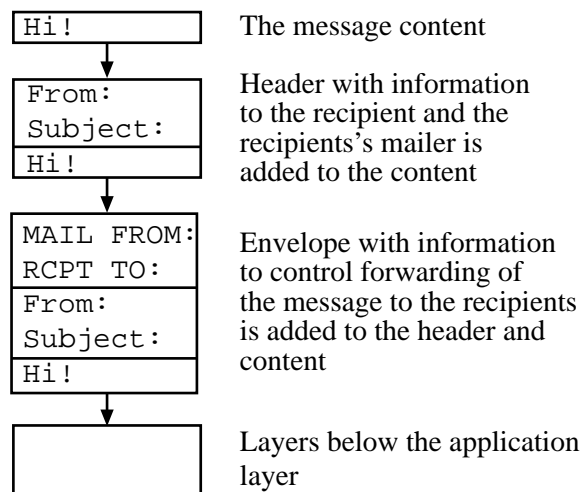 Hi!
The message content
From:
Subject:
Hi!
Header with information
to the recipient and the
recipients's mailer is
added to the content
MAIL FROM:
RCPT TO:
From:
Subject:
Hi!
Envelope with information
to control forwarding of
the message to the recipients
is added to the header and
content
Layers below the application
layer